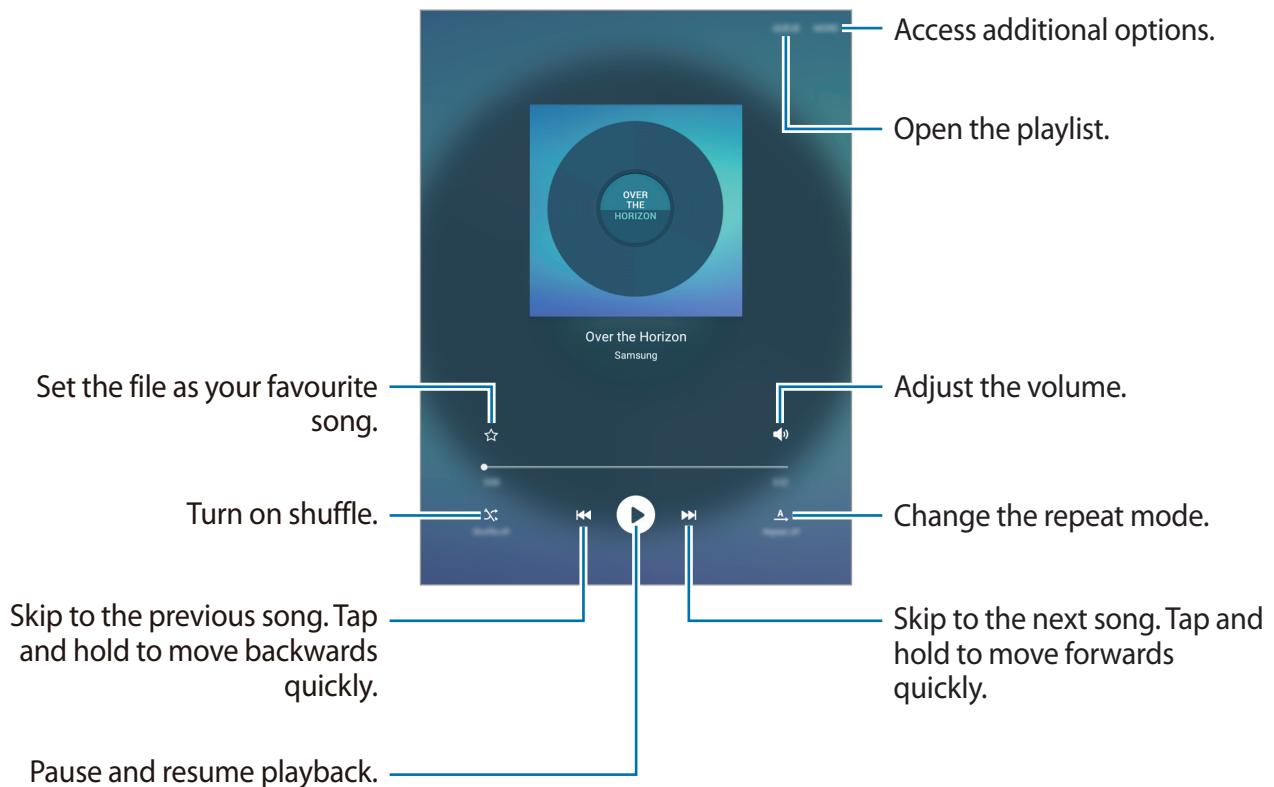 Access additional options.
Open the playlist.
OVER
THE
HORIZON
Over the Horizon
Samsung
Set the file as your favourite
song.
Adjust the volume.
Turn on shuffle.
A
Change the repeat mode.
Skip to the previous song. Tap
and hold to move backwards
quickly.
Skip to the next song. Tap and
hold to move forwards
quickly.
Pause and resume playback.